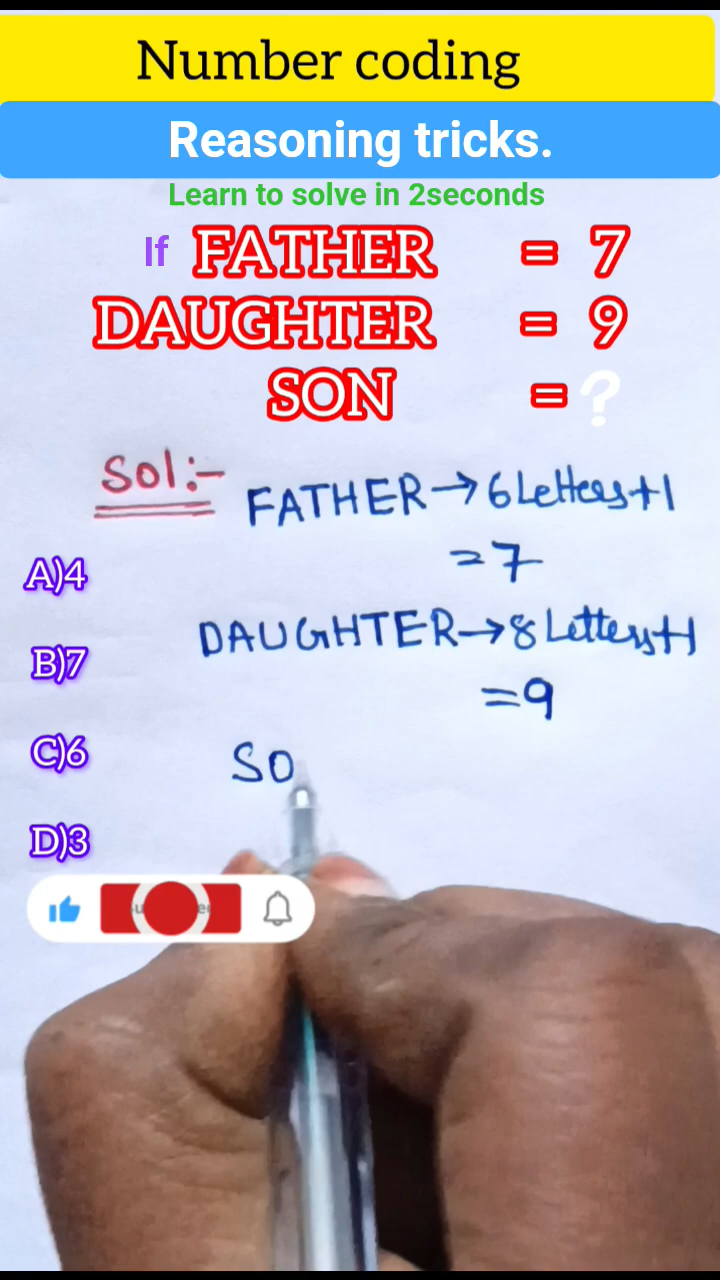 Number coding
Reasoning tricks.
Learn to solve in 2seconds
If FATHER = 7
DAUGHTER = 9
SON = ?
Sol:-
FATHER → 6 Letters+1
=7
A)4
DAUGHTER → 8 Letters+1
B)7
=9
C)6
SO
D)3